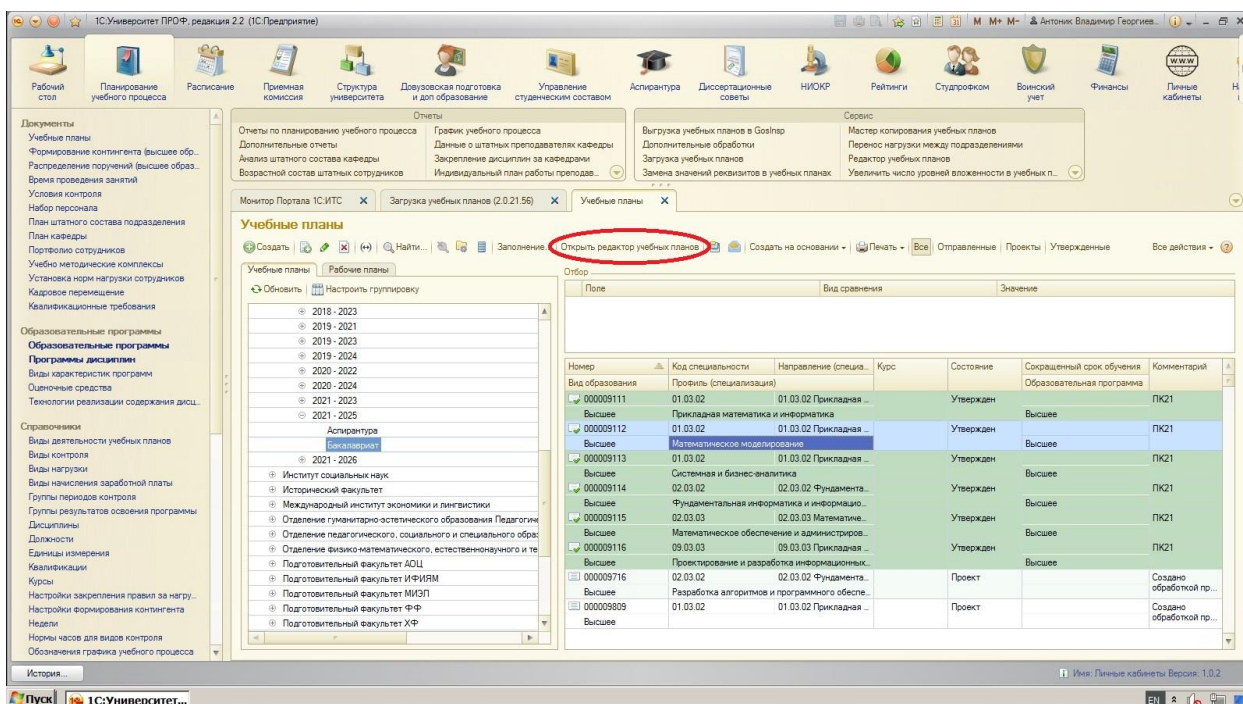 1С:Университет ПРОФ, редакция 2.2 (1С:Предприятие)
M M+ M- Антоник Владимир Георгиев...
Рабочий стол
Планирование учебного процесса
Расписание
Приемная комиссия
Структура университета
Довузовская подготовка и доп образование
Управление студенческим составом
Аспирантура
Диссертационные советы
НИОКР
Рейтинги
Студпрофком
Воинский учет
Финансы
Личные кабинеты
Документы
Учебные планы
Формирование контингента (высшее обр...
Распределение поручений (высшее образ...
Время проведения занятий
Условия контроля
Набор персонала
План штатного состава подразделения
План кафедры
Портфолио сотрудников
Учебно методические комплексы
Установка норм нагрузки сотрудников
Кадровое перемещение
Квалификационные требования
Образовательные программы
Образовательные программы
Программы дисциплин
Виды характеристик программ
Оценочные средства
Технологии реализации содержания дисц...
Справочники
Виды деятельности учебных планов
Виды контроля
Виды нагрузки
Виды начисления заработной платы
Группы периодов контроля
Группы результатов освоения программы
Дисциплины
Должности
Единицы измерения
Квалификации
Курсы
Настройки закрепления правил за нагру...
Настройки формирования контингента
Недели
Нормы часов для видов контроля
Обозначения графика учебного процесса
Отчеты
Отчеты по планированию учебного процесса График учебного процесса
Дополнительные отчеты Данные о штатных преподавателях кафедры
Анализ штатного состава кафедры Закрепление дисциплин за кафедрами
Возрастной состав штатных сотрудников Индивидуальный план работы преподав...
Сервис
Выгрузка учебных планов в GosInsp Мастер копирования учебных планов
Дополнительные обработки Перенос нагрузки между подразделениями
Загрузка учебных планов Редактор учебных планов
Замена значений реквизитов в учебных планах Увеличить число уровней вложенности в учебных п...
Монитор Портала 1С:ИТС Загрузка учебных планов (2.0.21.56) Учебные планы
Учебные планы
Создать Найти... Заполнение... Открыть редактор учебных планов Создать на основании Печать Все Отправленные Проекты Утвержденные Все действия
Учебные планы Рабочие планы
Обновить Настроить группировку
2018 - 2023
2019 - 2021
2019 - 2023
2019 - 2024
2020 - 2022
2020 - 2024
2021 - 2023
2021 - 2025
Аспирантура
Бакалавриат
2021 - 2026
Институт социальных наук
Исторический факультет
Международный институт экономики и лингвистики
Отделение гуманитарно-эстетического образования Педагогиче
Отделение педагогического, социального и специального образ
Отделение физико-математического, естественнонаучного и те
Подготовительный факультет АОЦ
Подготовительный факультет ИФИЯМ
Подготовительный факультет МИЭЛ
Подготовительный факультет ФФ
Подготовительный факультет ХФ
Отбор
Поле Вид сравнения Значение
Номер Код специальности Направление (специа... Курс Состояние Сокращенный срок обучения Комментарий
Вид образования Профиль (специализация) Образовательная программа
000009111 01.03.02 01.03.02 Прикладная ... Утвержден ПК21
Высшее Прикладная математика и информатика Высшее
000009112 01.03.02 01.03.02 Прикладная ... Утвержден ПК21
Высшее Математическое моделирование Высшее
000009113 01.03.02 01.03.02 Прикладная ... Утвержден ПК21
Высшее Системная и бизнес-аналитика Высшее
000009114 02.03.02 02.03.02 Фундамента... Утвержден ПК21
Высшее Фундаментальная информатика и информацио... Высшее
000009115 02.03.03 02.03.03 Математиче... Утвержден ПК21
Высшее Математическое обеспечение и администриров... Высшее
000009116 09.03.03 09.03.03 Прикладная ... Утвержден ПК21
Высшее Проектирование и разработка информационных... Высшее
000009716 02.03.02 02.03.02 Фундамента... Проект Создано обработкой пр...
Высшее Разработка алгоритмов и программного обеспе...
000009809 01.03.02 01.03.02 Прикладная ... Проект Создано обработкой пр...
Высшее
История...
Имя: Личные кабинеты Версия: 1,0,2
Пуск 1С:Университет...
EN